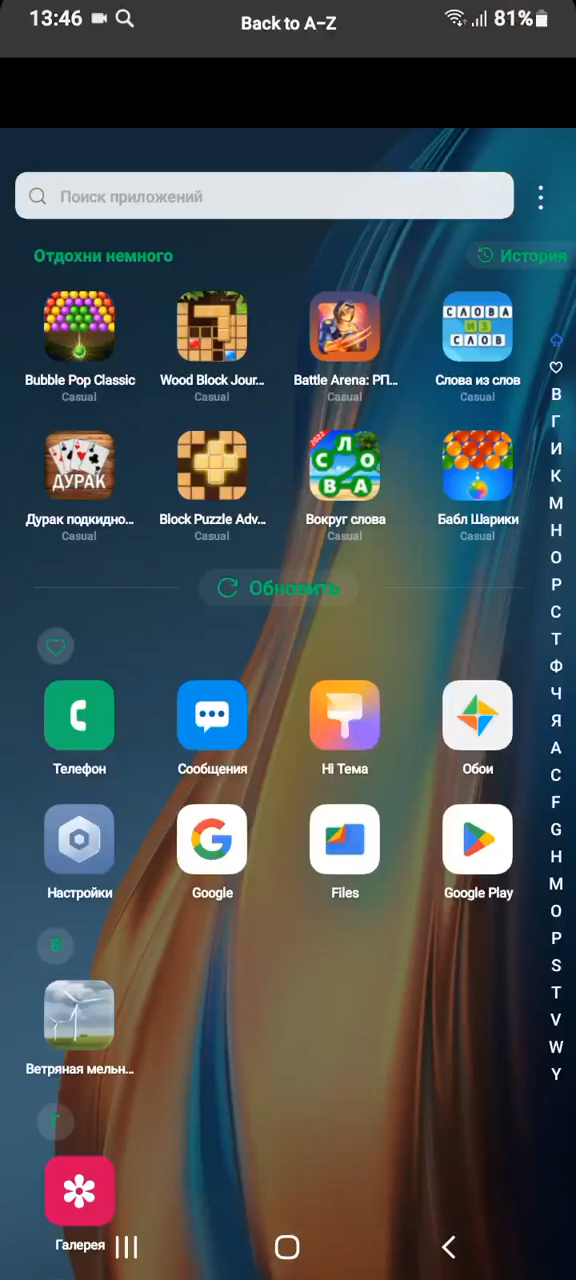 13:46
Back to A-Z
81%
Поиск приложений
Отдохни немного
История
Bubble Pop Classic
Casual
Wood Block Jour...
Casual
Battle Arena: РП...
Casual
СЛОВА
ИЗ
СЛОВ
Слова из слов
Casual
ДУРАК
Дурак подкидно...
Casual
Block Puzzle Adv...
Casual
2022
СЛОВА
Вокруг слова
Casual
Бабл Шарики
Casual
Обновить
Телефон
Сообщения
Hi Тема
Обои
Настройки
Google
Files
Google Play
В
Ветряная мельн...
Г
Галерея
В
Г
И
К
М
Н
О
Р
С
Т
Ф
Ч
Я
A
C
F
G
H
M
O
P
S
T
V
W
Y